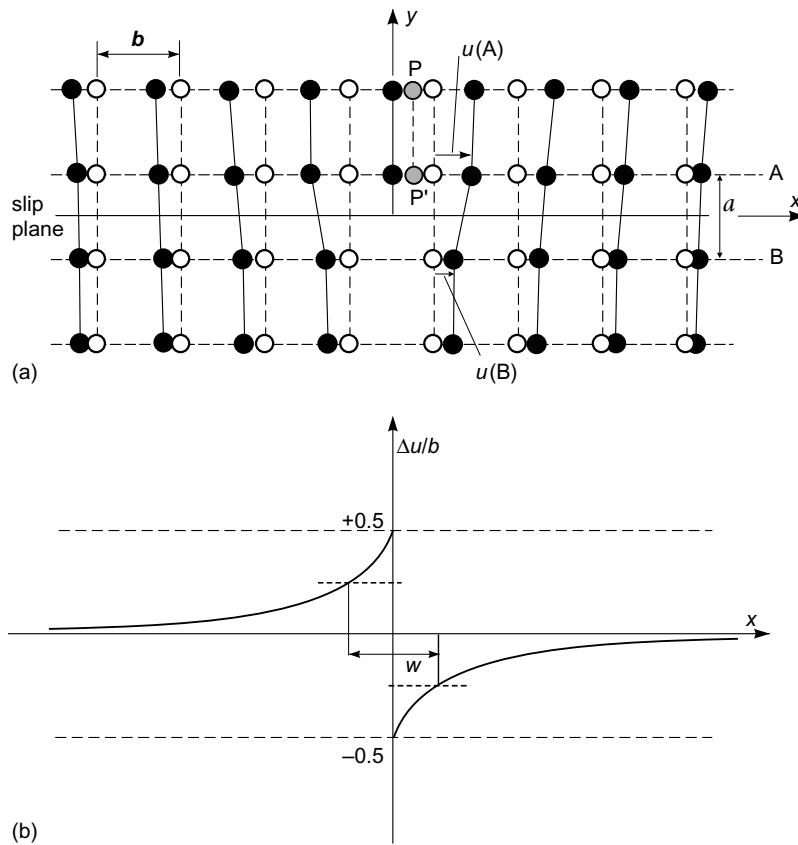 y
b
P
u(A)
A
P'
slip
plane
a
x
B
(a)
u(B)
Δu/b
+0.5
x
w
–0.5
(b)